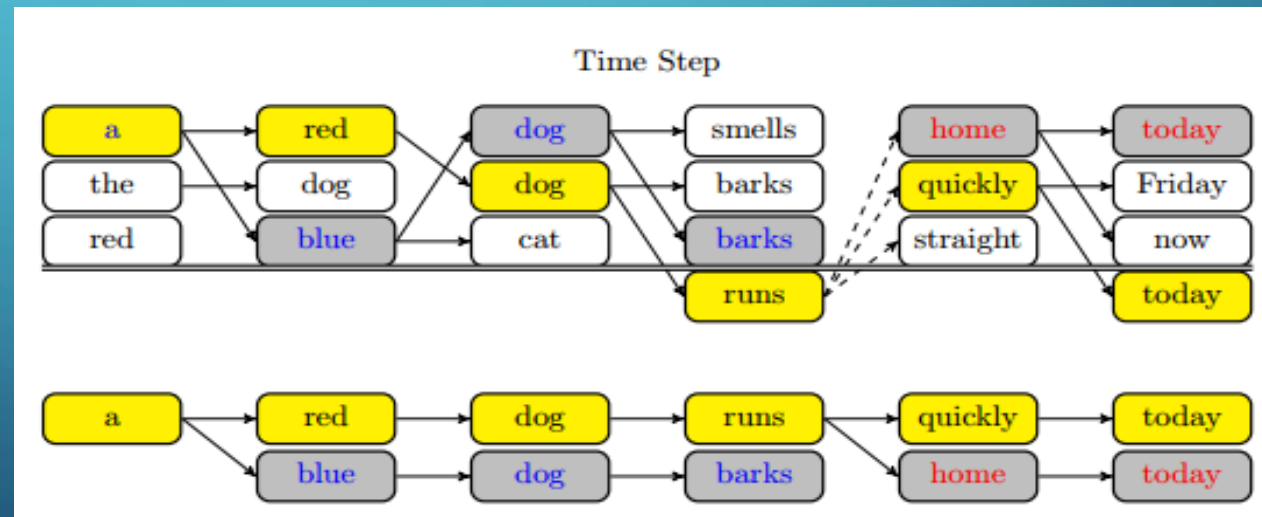 Time Step
a red dog smells home today
the dog dog barks quickly Friday
red blue cat barks straight now
runs today
a red dog runs quickly today
blue dog barks home today